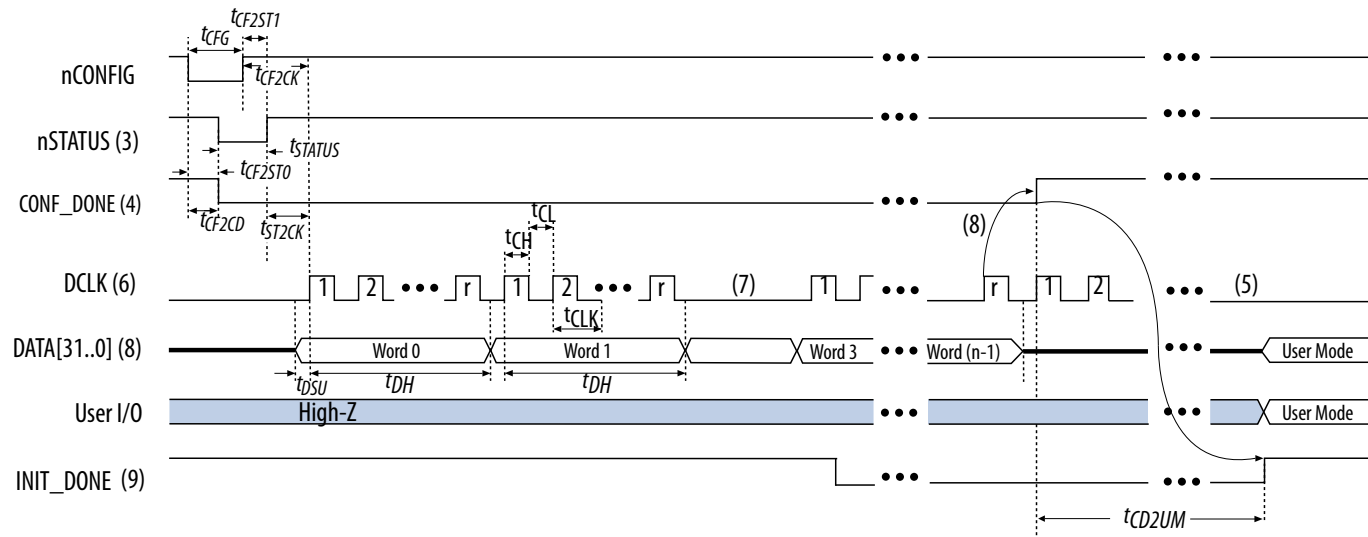 tCF2ST1
tCFG
nCONFIG
tCF2CK
nSTATUS (3)
tSTATUS
tCF2ST0
CONF_DONE (4)
tCF2CD
tST2CK
tCL
tCH
(8)
DCLK (6)
1 2 r 1 2 r (7) 1 r 1 2 (5)
tCLK
DATA[31..0] (8)
Word 0 Word 1 Word 3 Word (n-1) User Mode
tDSU tDH tDH
User I/O
High-Z User Mode
INIT_DONE (9)
tCD2UM